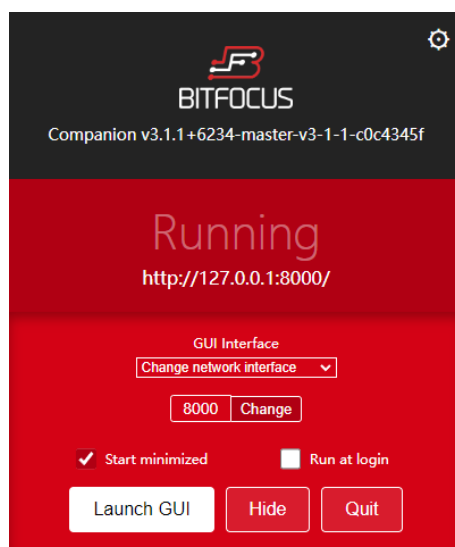 BITFOCUS
Companion v3.1.1+6234-master-v3-1-1-c0c4345f
Running
http://127.0.0.1:8000/
GUI Interface
Change network interface
8000 Change
Start minimized Run at login
Launch GUI Hide Quit